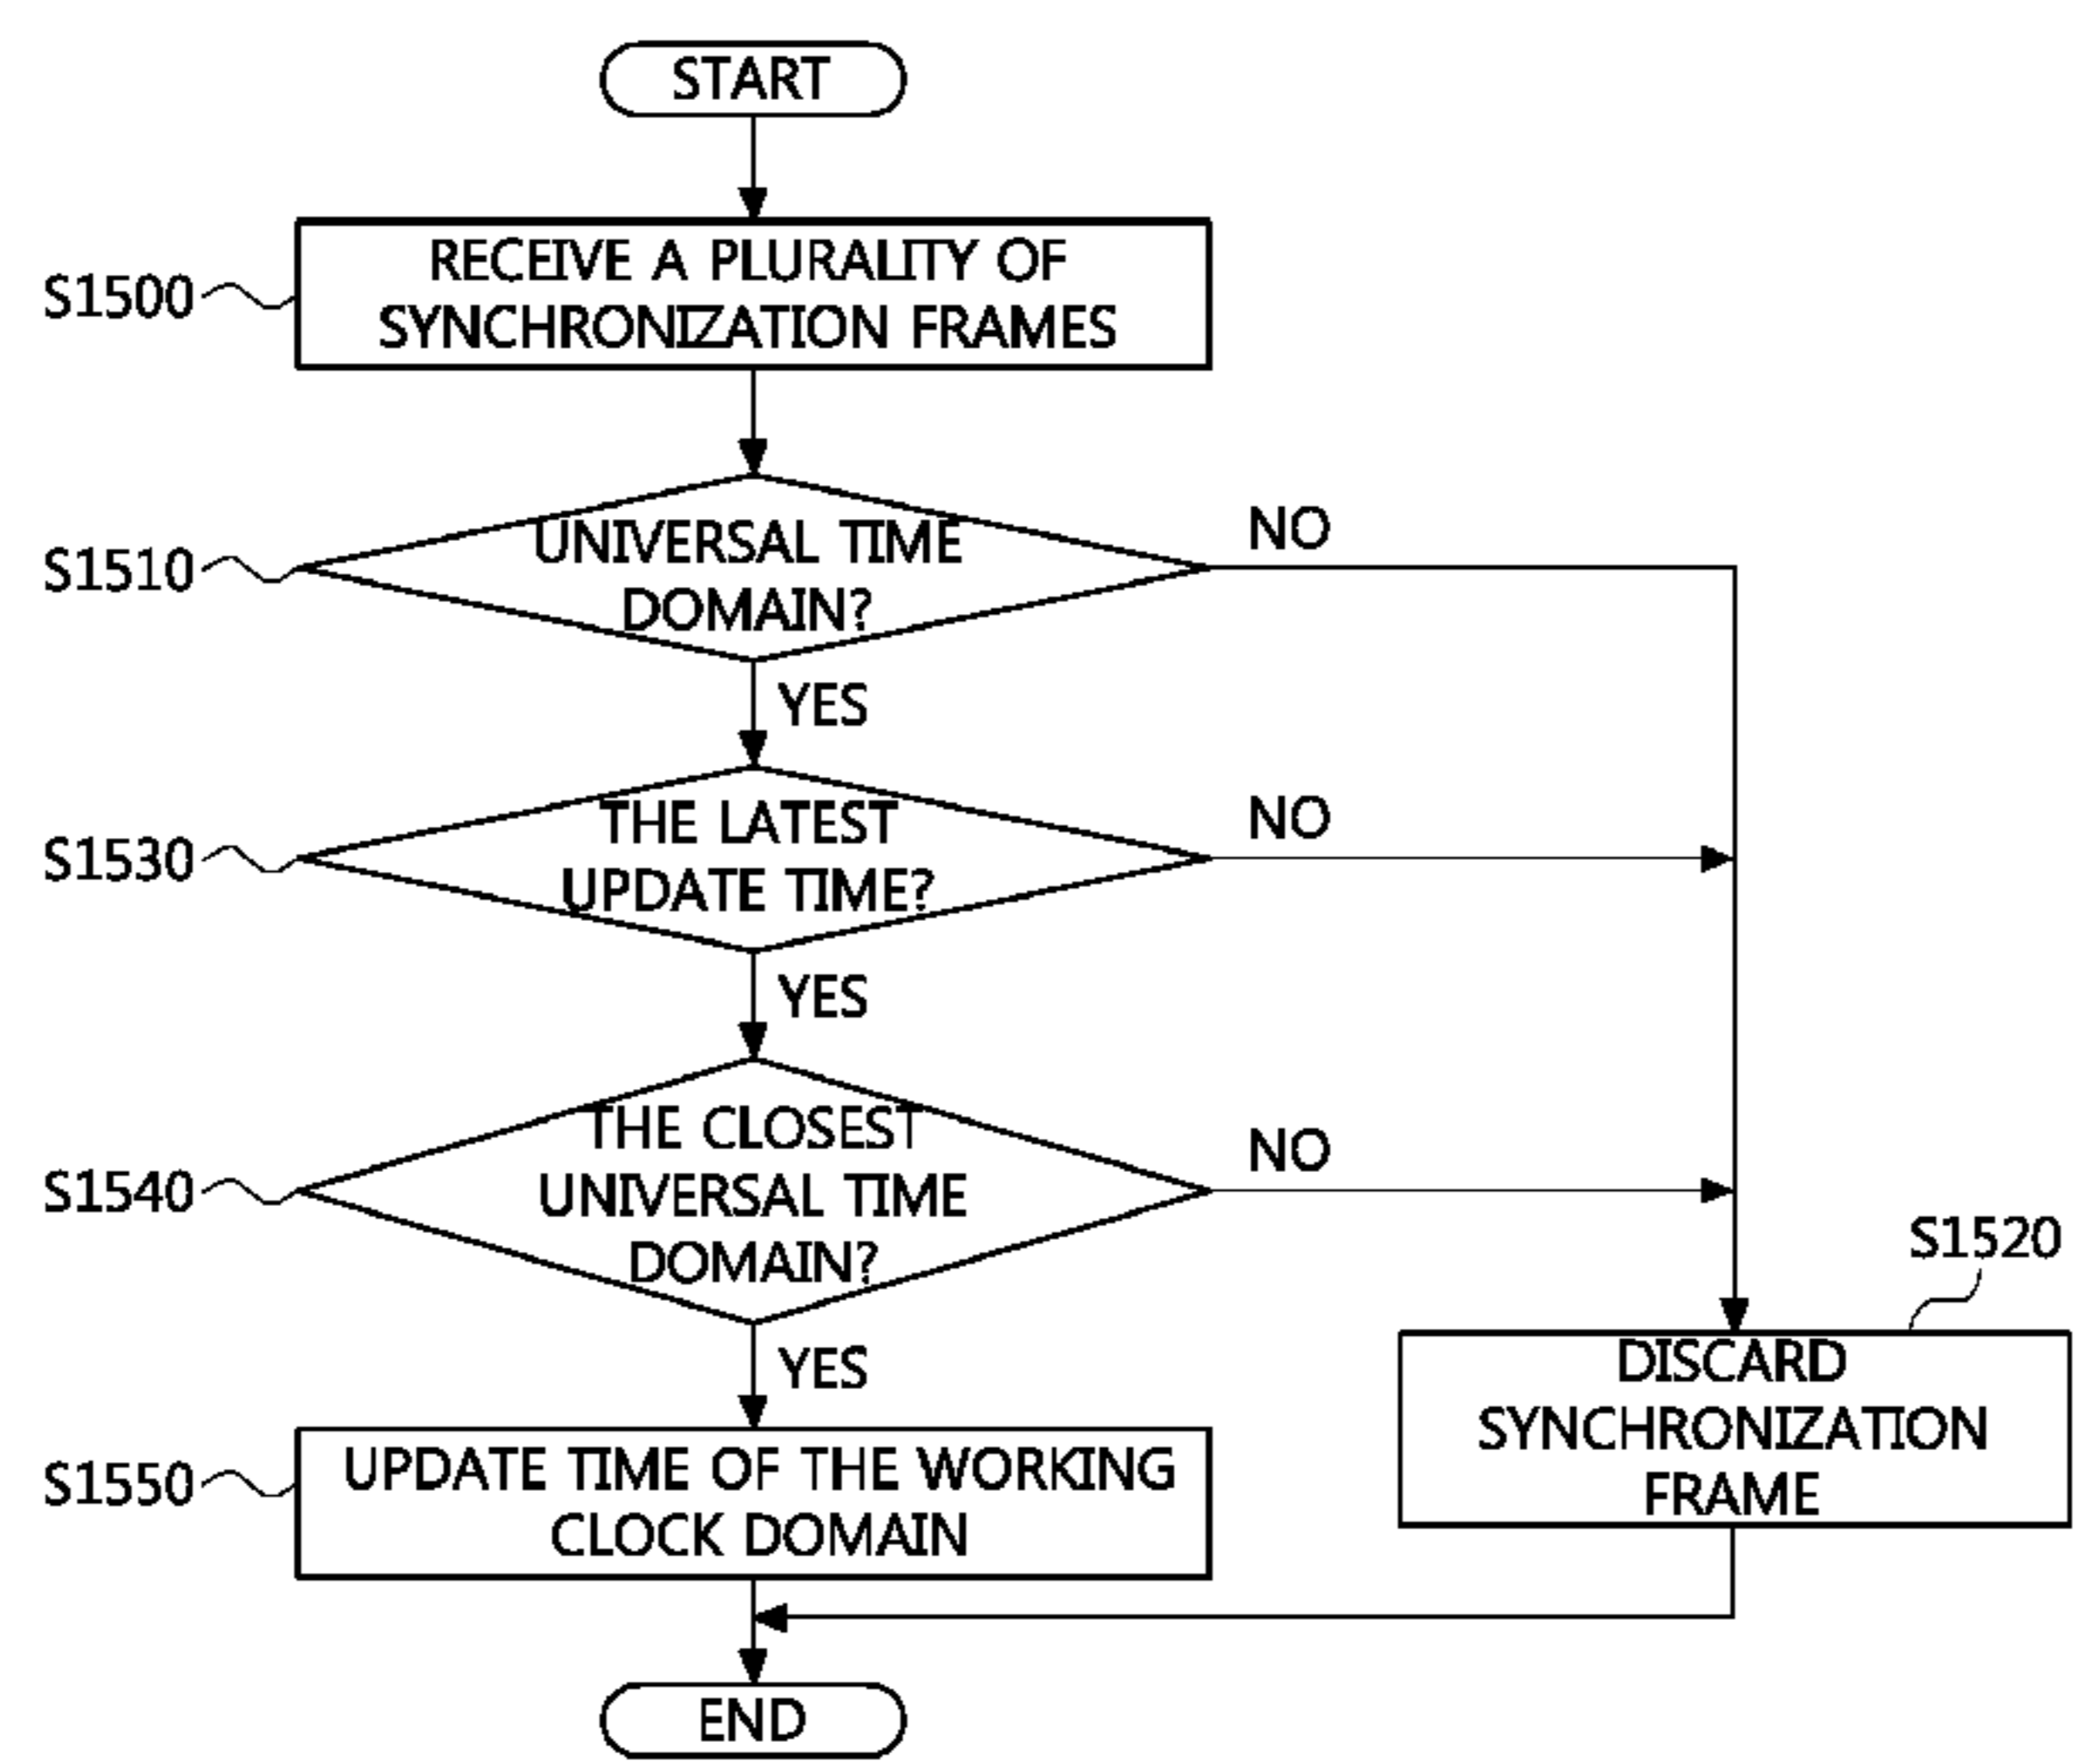 START
S1500
RECEIVE A PLURALITY OF
SYNCHRONIZATION FRAMES
S1510
UNIVERSAL TIME
DOMAIN?
NO
YES
S1530
THE LATEST
UPDATE TIME?
NO
YES
S1540
THE CLOSEST
UNIVERSAL TIME
DOMAIN?
NO
YES
S1520
DISCARD
SYNCHRONIZATION
FRAME
S1550
UPDATE TIME OF THE WORKING
CLOCK DOMAIN
END